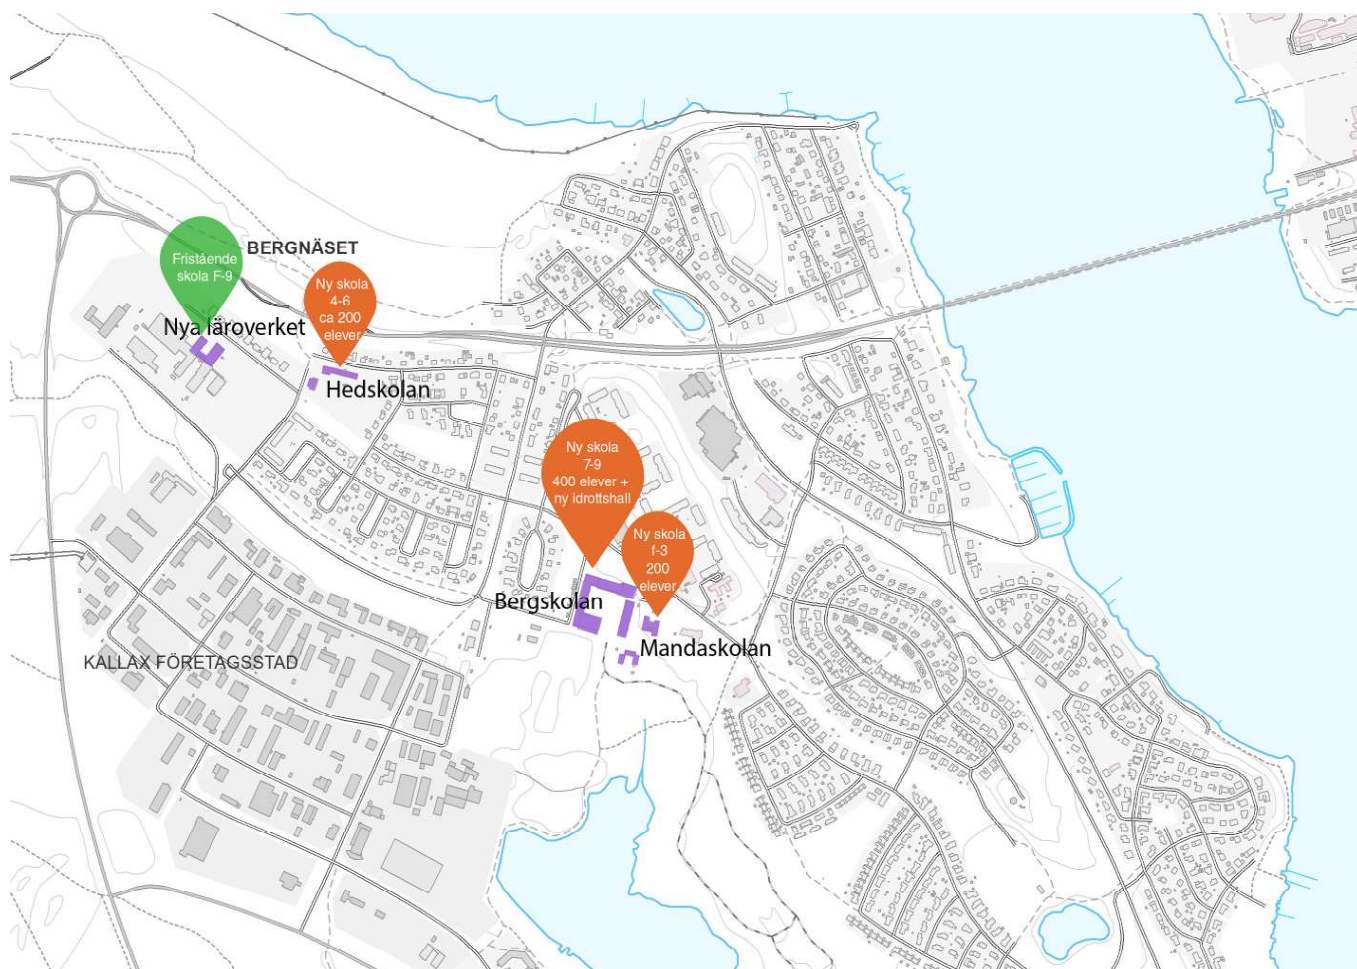 BERGNÄSET
Fristående
skola F-9
Nya läroverket
Ny skola
4-6
ca 200
elever
Hedskolan
Ny skola
7-9
400 elever +
ny idrottshall
Ny skola
f-3
200
elever
Bergskolan
Mandaskolan
KALLAX FÖRETAGSSTAD